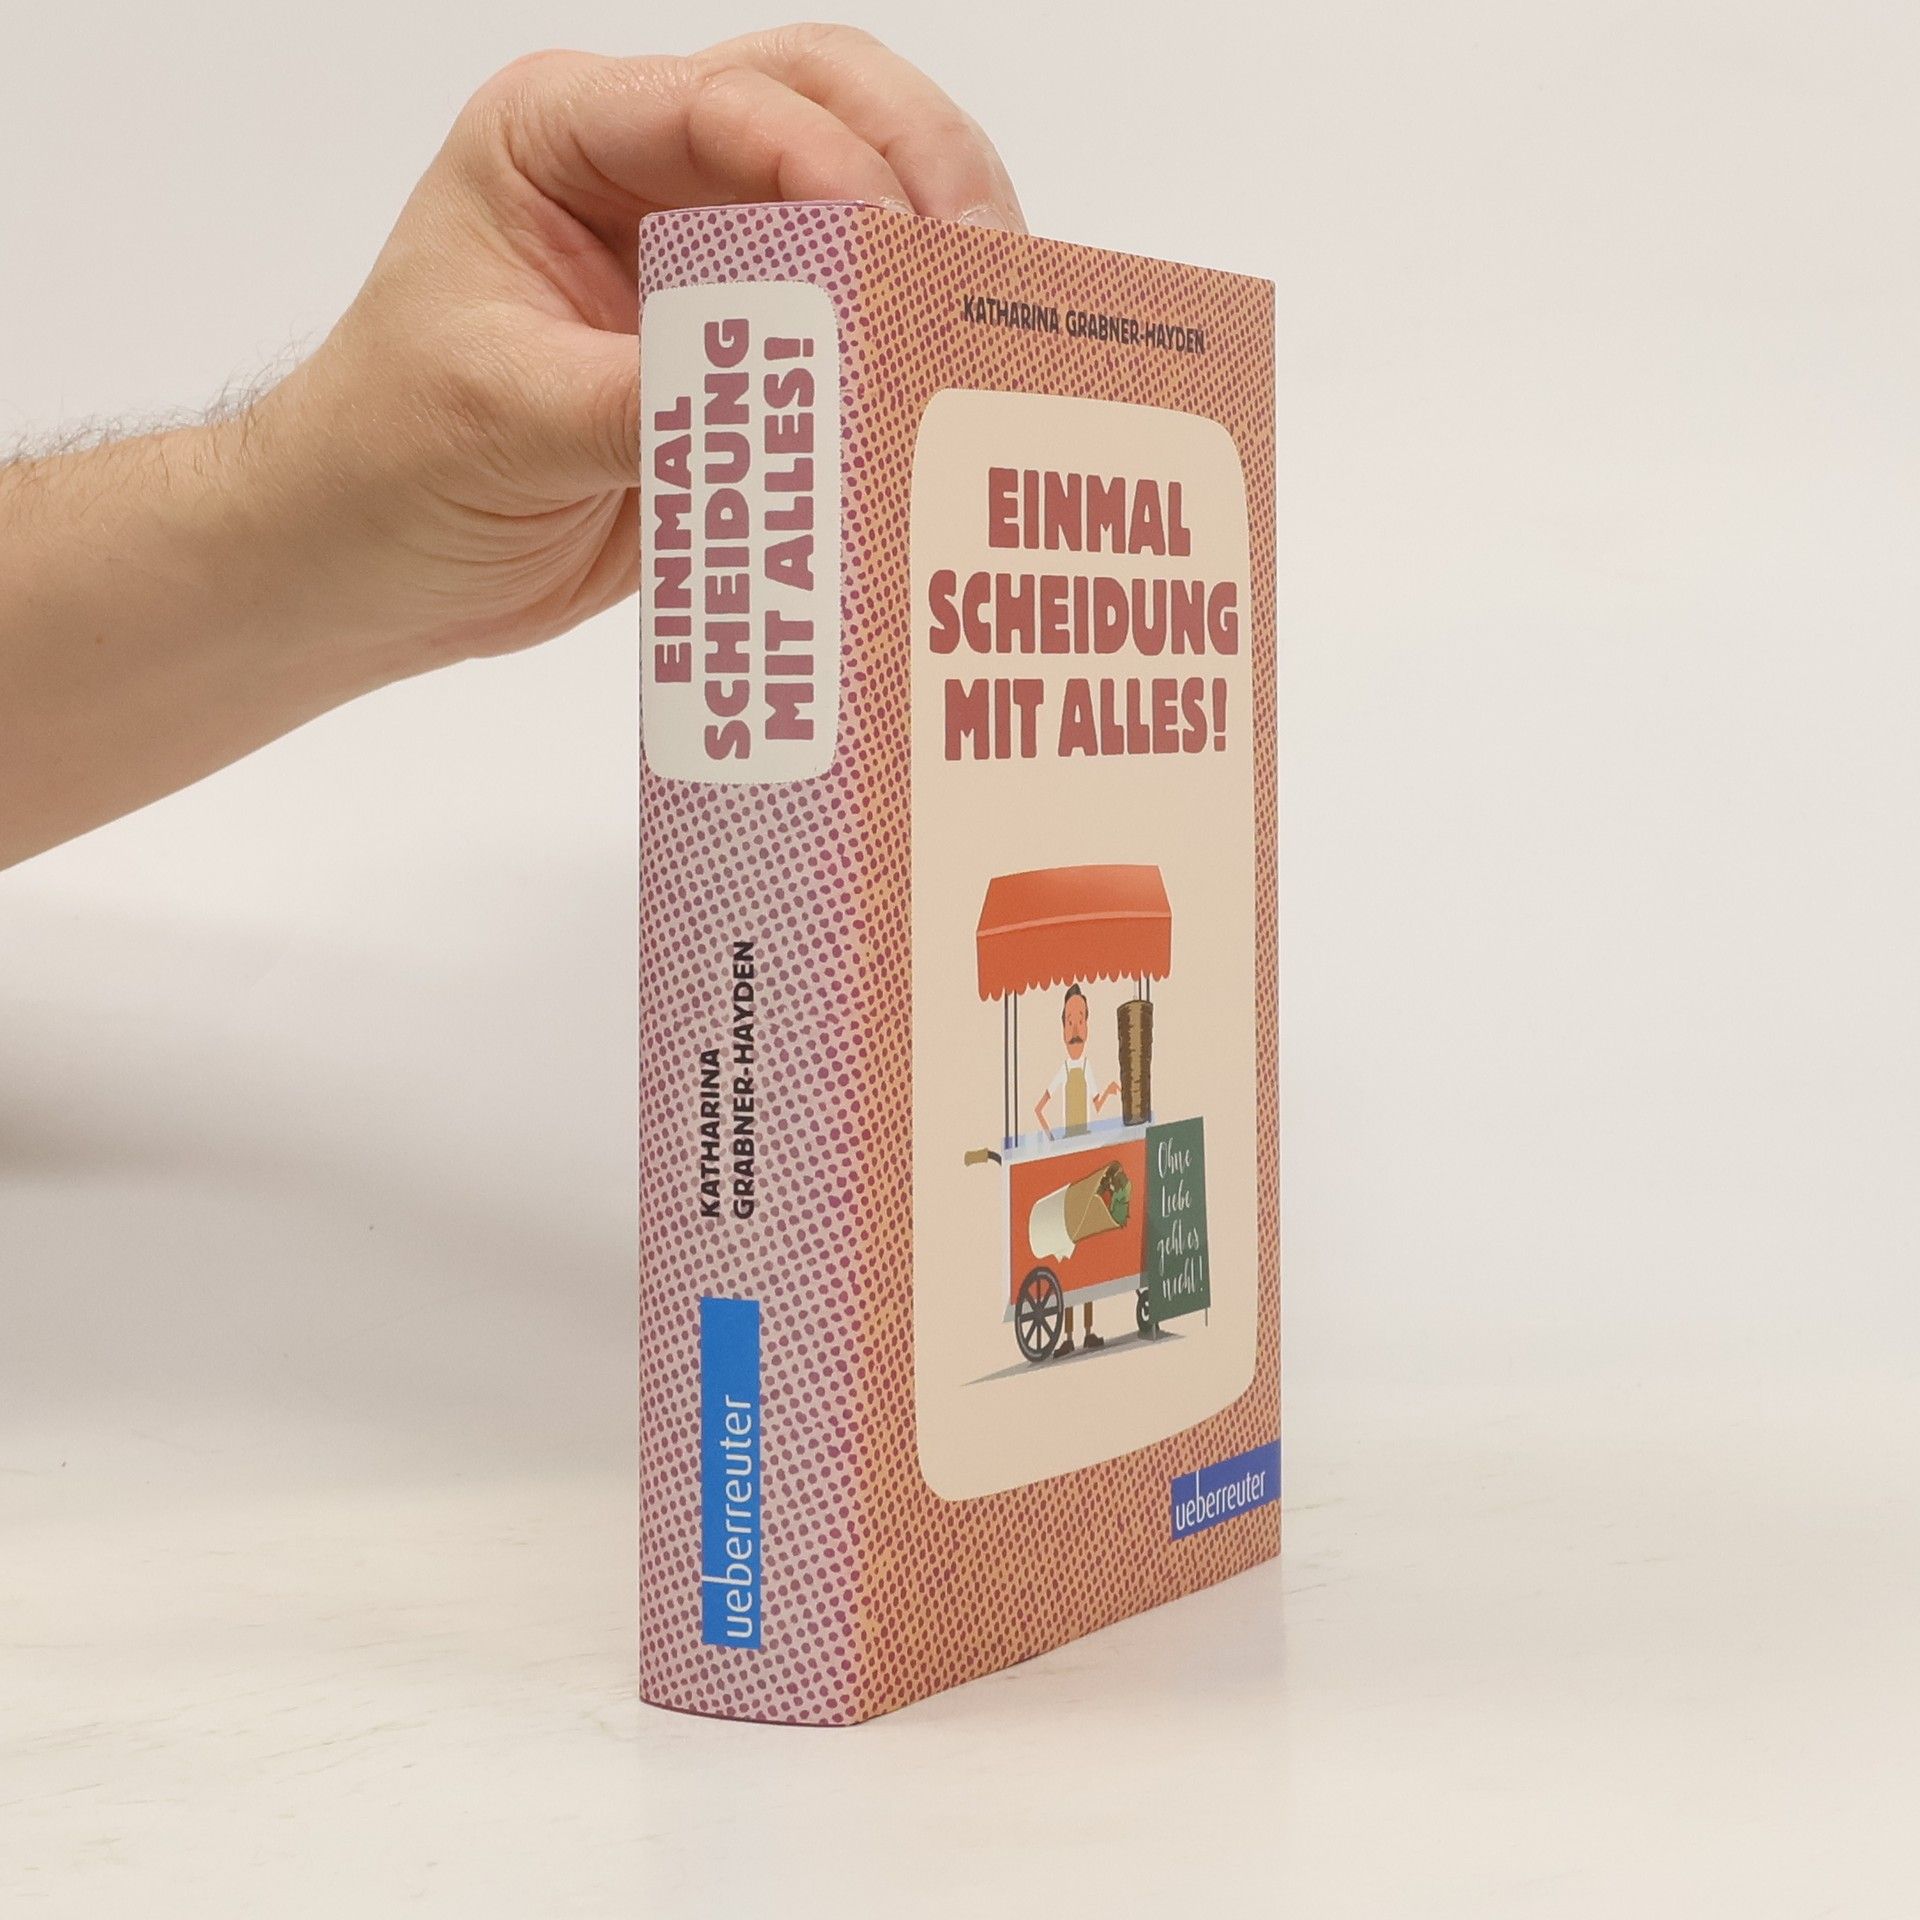 EINMAL
SCHEIDUNG
MIT ALLES!
KATHARINA
GRABNER-HAYDEN
ueberreuter
KATHARINA GRABNER-HAYDEN
EINMAL
SCHEIDUNG
MIT ALLES!
Ohne
Liebe
geht es
nicht!
ueberreuter